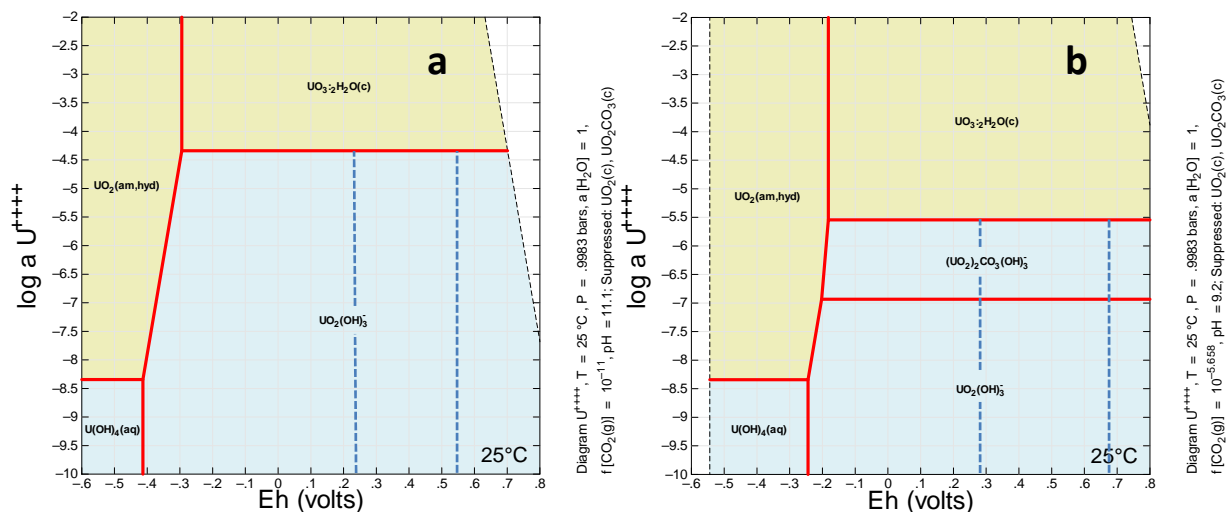 a
–2
–2.5
–3
–3.5
–4
–4.5
–5
–5.5
–6
–6.5
–7
–7.5
–8
–8.5
–9
–9.5
–10
log a U⁺⁺⁺⁺
UO₃:₂H₂O(c)
UO₂(am,hyd)
UO₂(OH)₃⁻
U(OH)₄(aq)
25°C
–.6 –.5 –.4 –.3 –.2 –.1 0 .1 .2 .3 .4 .5 .6 .7 .8
Eh (volts)
Diagram U⁺⁺⁺⁺, T = 25 °C, P = .9983 bars, a [H₂O] = 1,
f [CO₂(g)] = 10⁻¹¹, pH = 11.1; Suppressed: UO₂(c), UO₂CO₃(c)
b
–2
–2.5
–3
–3.5
–4
–4.5
–5
–5.5
–6
–6.5
–7
–7.5
–8
–8.5
–9
–9.5
–10
log a U⁺⁺⁺⁺
UO₃:₂H₂O(c)
UO₂(am,hyd)
(UO₂)₂CO₃(OH)₃⁻
UO₂(OH)₃⁻
U(OH)₄(aq)
25°C
–.6 –.5 –.4 –.3 –.2 –.1 0 .1 .2 .3 .4 .5 .6 .7 .8
Eh (volts)
Diagram U⁺⁺⁺⁺, T = 25 °C, P = .9983 bars, a [H₂O] = 1,
f [CO₂(g)] = 10⁻⁵·⁶⁵⁸, pH = 9.2; Suppressed: UO₂(c), UO₂CO₃(c)